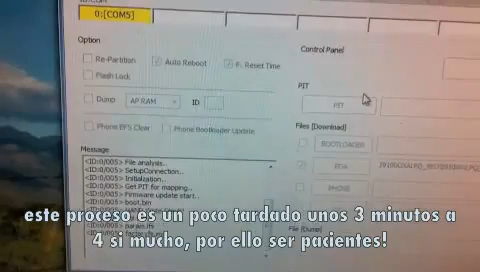 ID:COM
0:[COM5]
Option
Control Panel
Re-Partition
Auto Reboot
F. Reset Time
Flash Lock
PIT
Dump
AP RAM
ID
PIT
Phone EFS Clear
Phone Bootloader Update
Files [Download]
BOOTLOADER
Message
<ID:0/005> File analysis..
<ID:0/005> SetupConnection..
<ID:0/005> Initialzation..
<ID:0/005> Get PIT for mapping..
<ID:0/005> Firmware update start..
<ID:0/005> boot.bin
PDA
PHONE
este proceso es un poco tardado unos 3 minutos a
4 si mucho, por ello ser pacientes!
File [Dump]